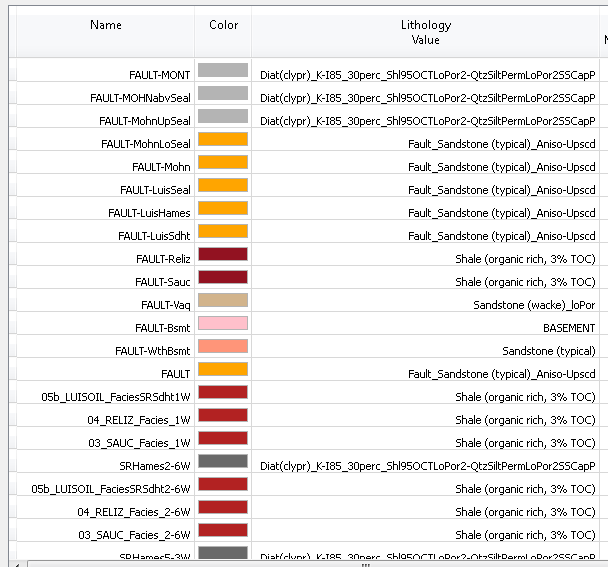 Name Color Lithology
Value
FAULT-MONT Diat(clypr)_K-I85_30perc_Shl95OCTLoPor2-QtzSiltPermLoPor2SSCapP
FAULT-MOHNabvSeal Diat(clypr)_K-I85_30perc_Shl95OCTLoPor2-QtzSiltPermLoPor2SSCapP
FAULT-MohnUpSeal Diat(clypr)_K-I85_30perc_Shl95OCTLoPor2-QtzSiltPermLoPor2SSCapP
FAULT-MohnLoSeal Fault_Sandstone (typical)_Aniso-Upscd
FAULT-Mohn Fault_Sandstone (typical)_Aniso-Upscd
FAULT-LuisSeal Fault_Sandstone (typical)_Aniso-Upscd
FAULT-LuisHames Fault_Sandstone (typical)_Aniso-Upscd
FAULT-LuisSdht Fault_Sandstone (typical)_Aniso-Upscd
FAULT-Reliz Shale (organic rich, 3% TOC)
FAULT-Sauc Shale (organic rich, 3% TOC)
FAULT-Vaq Sandstone (wacke)_loPor
FAULT-Bsmt BASEMENT
FAULT-WthBsmt Sandstone (typical)
FAULT Fault_Sandstone (typical)_Aniso-Upscd
05b_LUISOIL_FaciesSRSdht1W Shale (organic rich, 3% TOC)
04_RELIZ_Facies_1W Shale (organic rich, 3% TOC)
03_SAUC_Facies_1W Shale (organic rich, 3% TOC)
SRHames2-6W Diat(clypr)_K-I85_30perc_Shl95OCTLoPor2-QtzSiltPermLoPor2SSCapP
05b_LUISOIL_FaciesSRSdht2-6W Shale (organic rich, 3% TOC)
04_RELIZ_Facies_2-6W Shale (organic rich, 3% TOC)
03_SAUC_Facies_2-6W Shale (organic rich, 3% TOC)
SRHames5-3W Diat(clypr)_K-I85_30perc_Shl95OCTLoPor2-QtzSiltPermLoPor2SSCapP